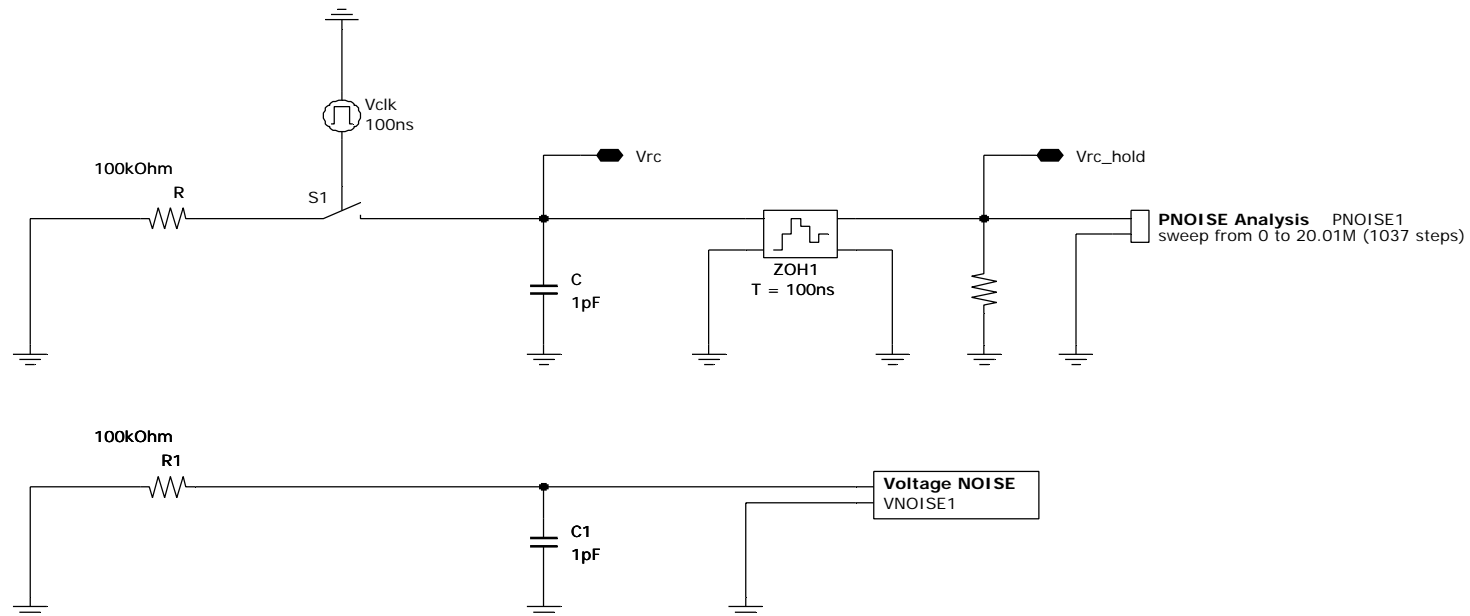 Vclk
100ns
100kOhm
R
S1
Vrc
Vrc_hold
PNOISE Analysis PNOISE1
sweep from 0 to 20.01M (1037 steps)
ZOH1
T = 100ns
C
1pF
100kOhm
R1
Voltage NOISE
VNOISE1
C1
1pF